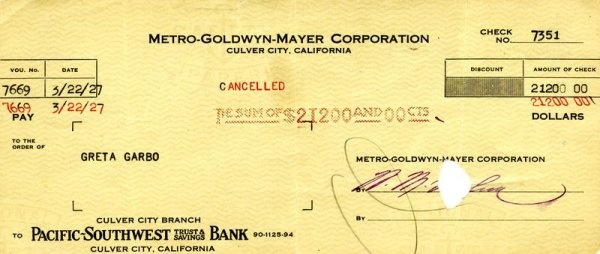 METRO-GOLDWYN-MAYER CORPORATION
CULVER CITY, CALIFORNIA
CHECK NO. 7351
VOU. NO. DATE DISCOUNT AMOUNT OF CHECK
7669 3/22/27 CANCELLED 21200 00
7669 3/22/27 THE SUM OF $21200 AND 00 CTS 21200 00
PAY DOLLARS
TO THE
ORDER OF
GRETA GARBO
METRO-GOLDWYN-MAYER CORPORATION
BY
BY
CULVER CITY BRANCH
TO PACIFIC-SOUTHWEST TRUST & SAVINGS BANK 90-1125-94
CULVER CITY, CALIFORNIA